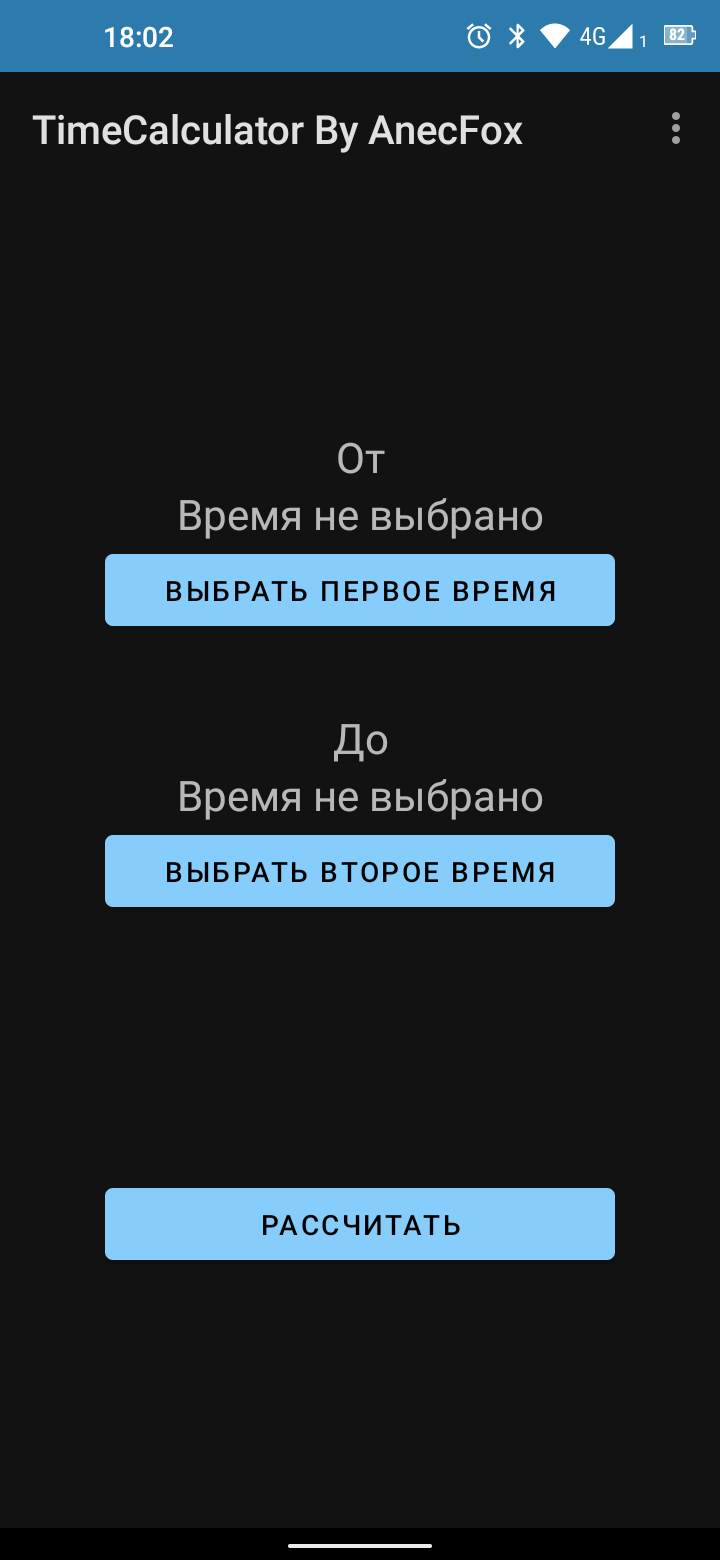 18:02
4G
1
82
TimeCalculator By AnecFox
От
Время не выбрано
ВЫБРАТЬ ПЕРВОЕ ВРЕМЯ
До
Время не выбрано
ВЫБРАТЬ ВТОРОЕ ВРЕМЯ
РАССЧИТАТЬ